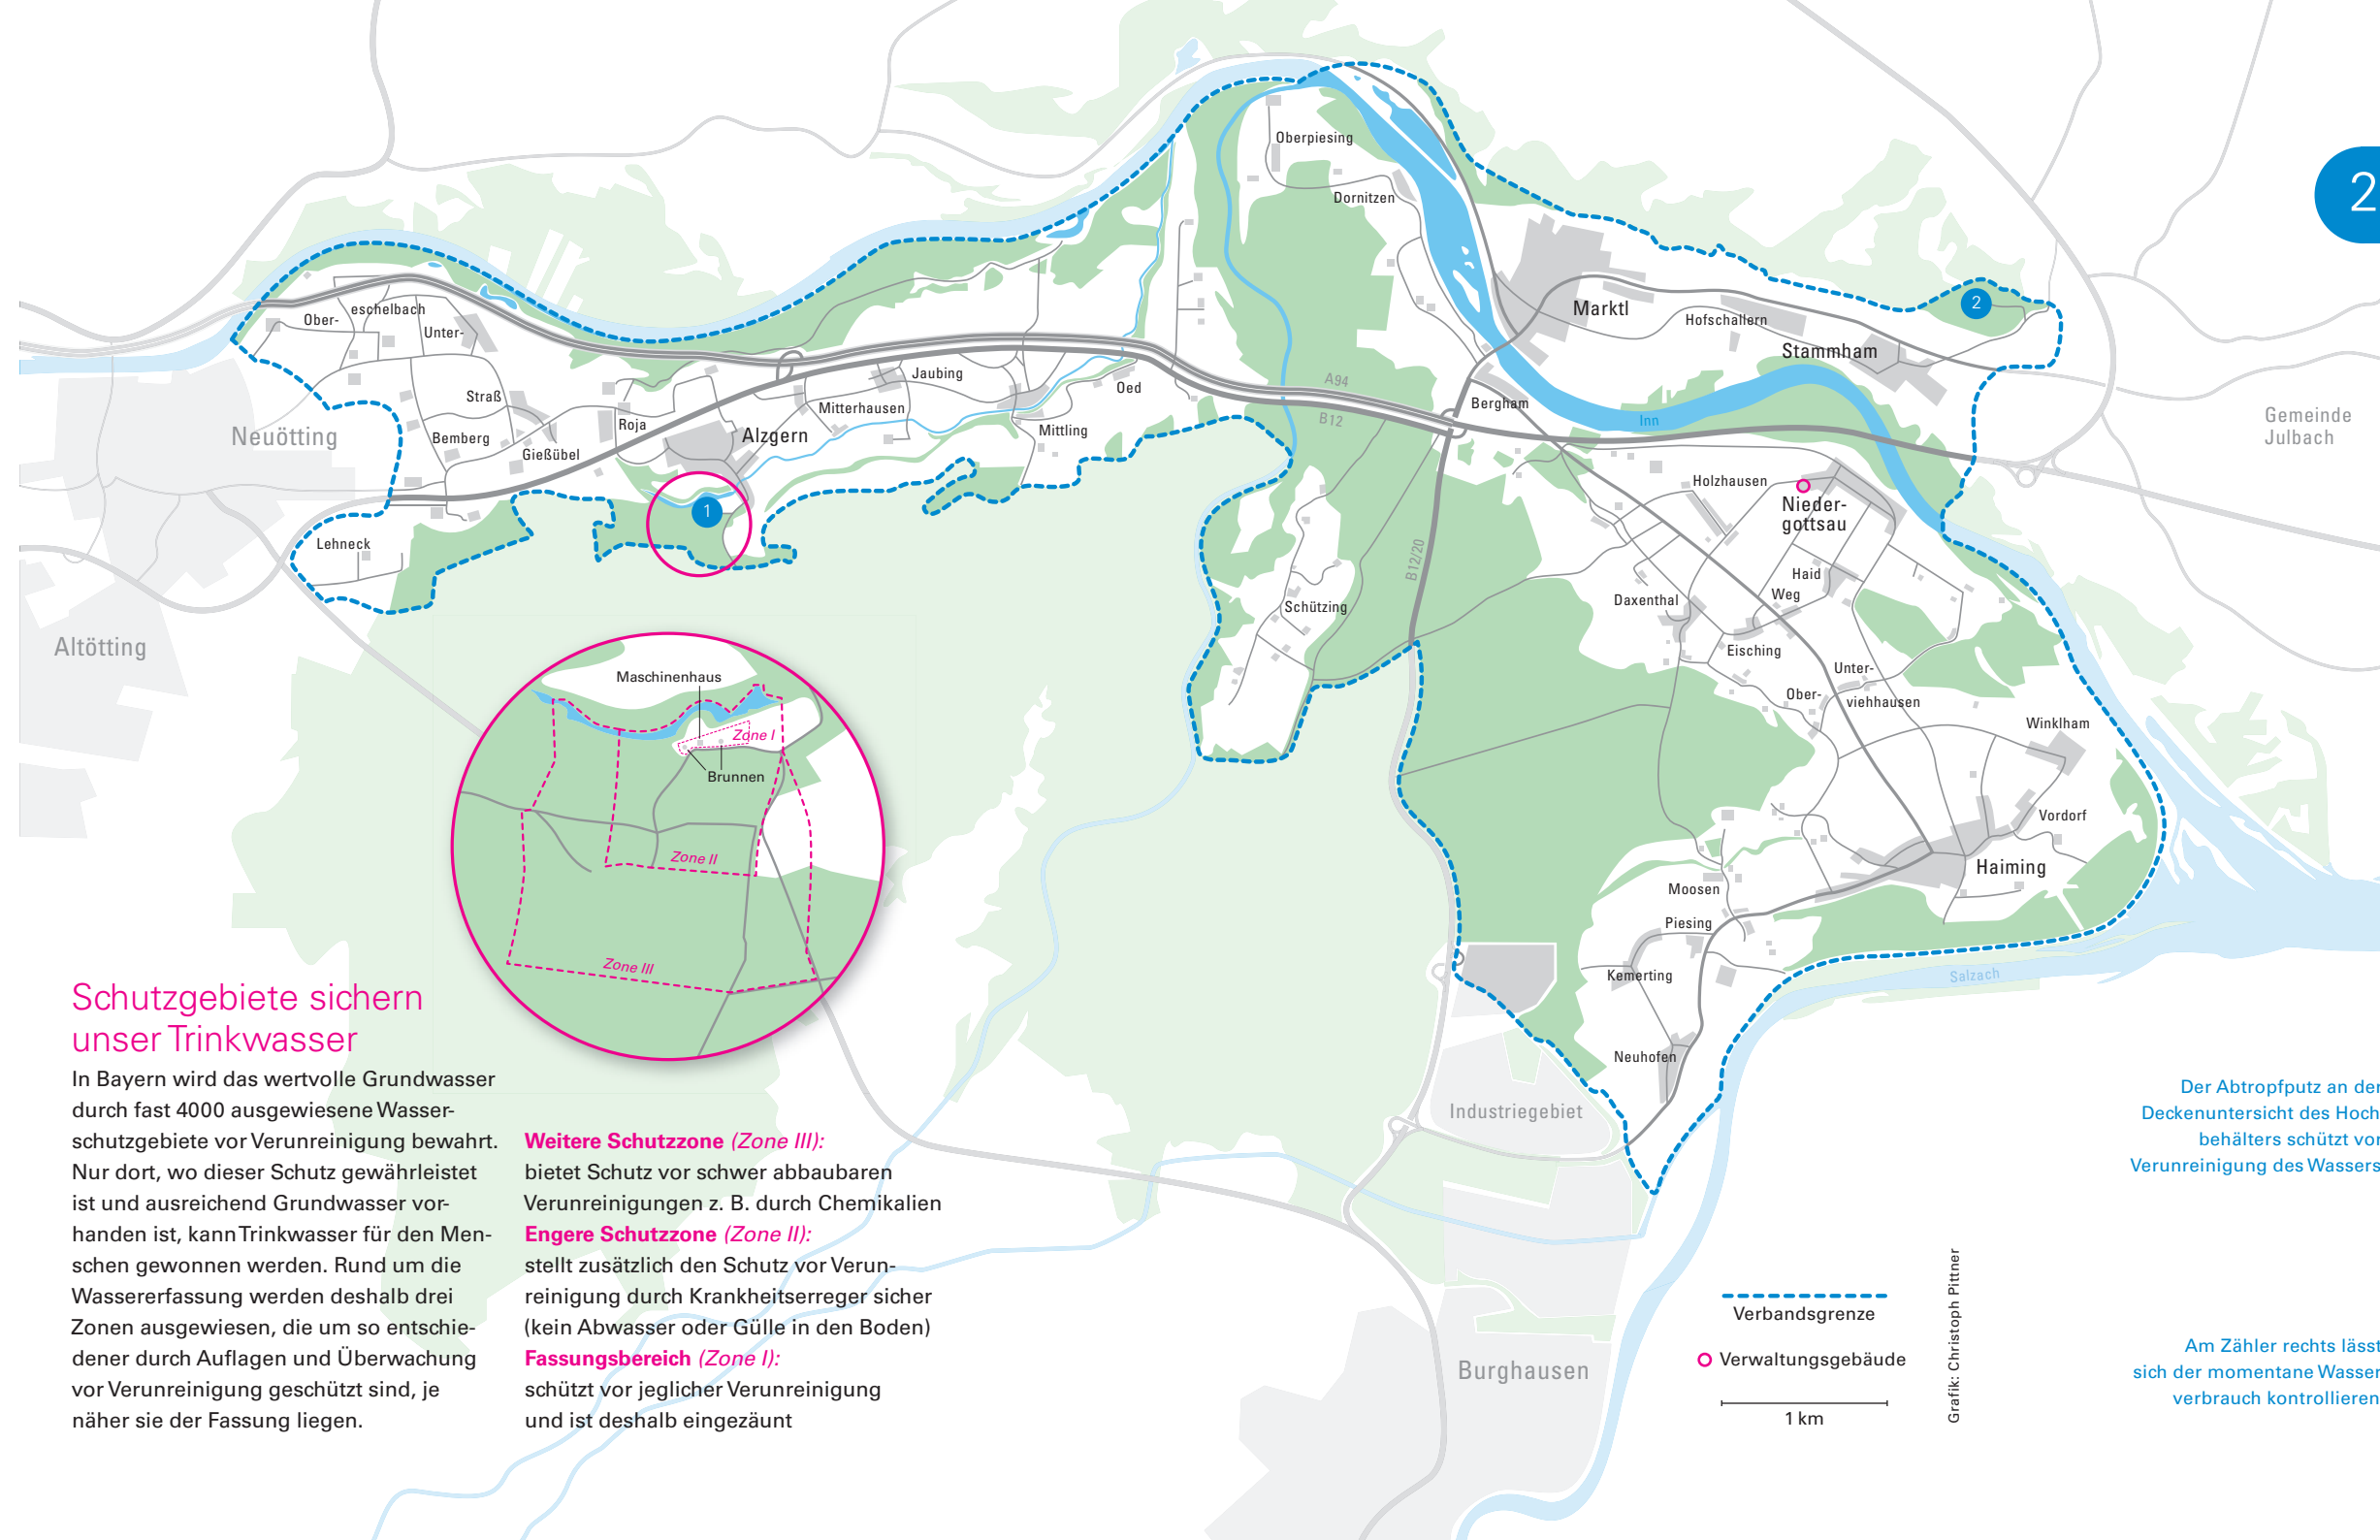 Oberpiesing
Dornitzen
2
Marktl
Hofschallern
2
Stammham
eschelbach
Ober-
Unter-
Straß
Bemberg
Gießübel
Roja
Alzgern
Mitterhausen
Jaubing
Mittling
Oed
A94
B12
Bergham
Inn
Gemeinde
Julbach
Neuötting
Altötting
Lehneck
1
Holzhausen
Nieder-
gottsau
B12/20
Schützing
Haid
Weg
Daxenthal
Eisching
Unter-
Ober-
viehhausen
Winklham
Vordorf
Haiming
Moosen
Piesing
Kemerting
Neuhofen
Salzach
Industriegebiet
Burghausen
Maschinenhaus
Zone I
Brunnen
Zone II
Zone III
Schutzgebiete sichern
unser Trinkwasser
In Bayern wird das wertvolle Grundwasser
durch fast 4000 ausgewiesene Wasser-
schutzgebiete vor Verunreinigung bewahrt.
Nur dort, wo dieser Schutz gewährleistet
ist und ausreichend Grundwasser vor-
handen ist, kann Trinkwasser für den Men-
schen gewonnen werden. Rund um die
Wassererfassung werden deshalb drei
Zonen ausgewiesen, die um so entschie-
dener durch Auflagen und Überwachung
vor Verunreinigung geschützt sind, je
näher sie der Fassung liegen.
Weitere Schutzzone (Zone III):
bietet Schutz vor schwer abbaubaren
Verunreinigungen z. B. durch Chemikalien
Engere Schutzzone (Zone II):
stellt zusätzlich den Schutz vor Verun-
reinigung durch Krankheitserreger sicher
(kein Abwasser oder Gülle in den Boden)
Fassungsbereich (Zone I):
schützt vor jeglicher Verunreinigung
und ist deshalb eingezäunt
Verbandsgrenze
Verwaltungsgebäude
1 km
Grafik: Christoph Pittner
Der Abtropfputz an der
Deckenuntersicht des Hoch
behälters schützt vor
Verunreinigung des Wassers
Am Zähler rechts lässt
sich der momentane Wasser
verbrauch kontrollieren